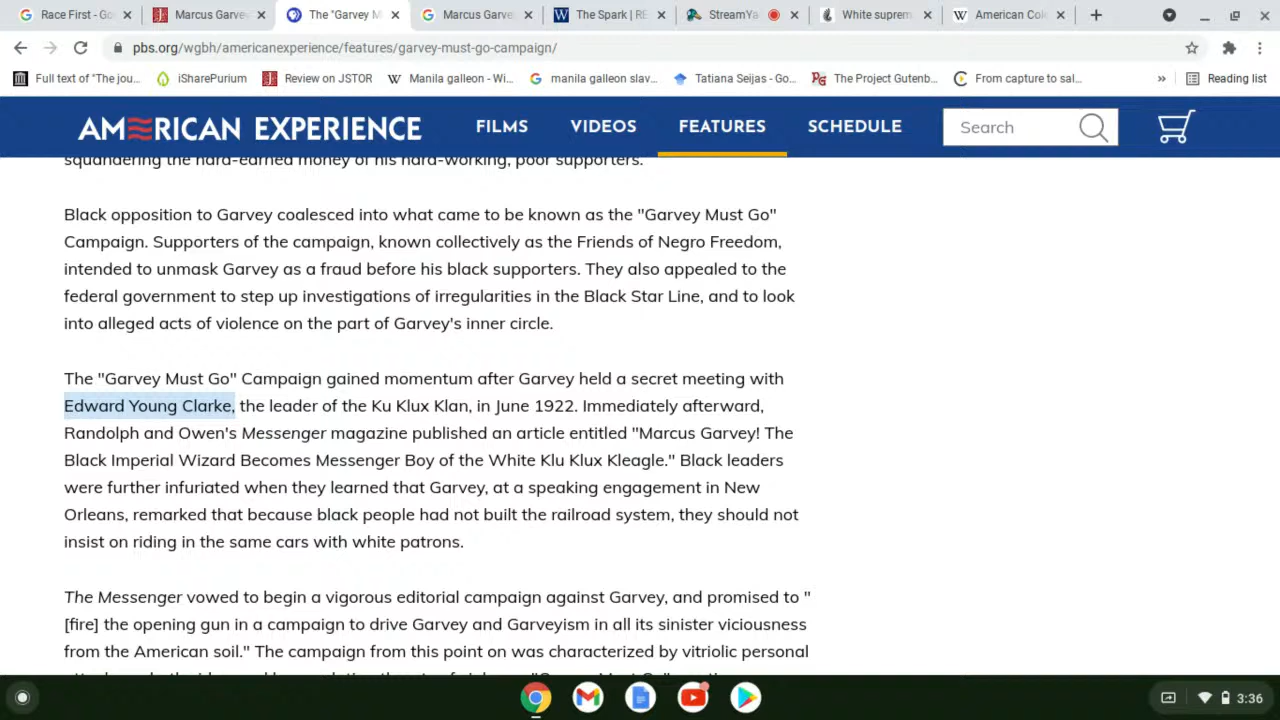 Race First - Go
Marcus Garve
The "Garvey M
Marcus Garve
The Spark | RE
StreamYa
White suprem
American Col
pbs.org/wgbh/americanexperience/features/garvey-must-go-campaign/
Full text of "The jou...
iSharePurium
Review on JSTOR
Manila galleon - Wi...
manila galleon slav...
Tatiana Seijas - Go...
The Project Gutenb...
From capture to sal...
»
Reading list
AMERICAN EXPERIENCE
FILMS
VIDEOS
FEATURES
SCHEDULE
Search
squandering the hard-earned money of his hard-working, poor supporters.
Black opposition to Garvey coalesced into what came to be known as the "Garvey Must Go"
Campaign. Supporters of the campaign, known collectively as the Friends of Negro Freedom,
intended to unmask Garvey as a fraud before his black supporters. They also appealed to the
federal government to step up investigations of irregularities in the Black Star Line, and to look
into alleged acts of violence on the part of Garvey's inner circle.
The "Garvey Must Go" Campaign gained momentum after Garvey held a secret meeting with
Edward Young Clarke, the leader of the Ku Klux Klan, in June 1922. Immediately afterward,
Randolph and Owen's Messenger magazine published an article entitled "Marcus Garvey! The
Black Imperial Wizard Becomes Messenger Boy of the White Klu Klux Kleagle." Black leaders
were further infuriated when they learned that Garvey, at a speaking engagement in New
Orleans, remarked that because black people had not built the railroad system, they should not
insist on riding in the same cars with white patrons.
The Messenger vowed to begin a vigorous editorial campaign against Garvey, and promised to "
[fire] the opening gun in a campaign to drive Garvey and Garveyism in all its sinister viciousness
from the American soil." The campaign from this point on was characterized by vitriolic personal
3:36